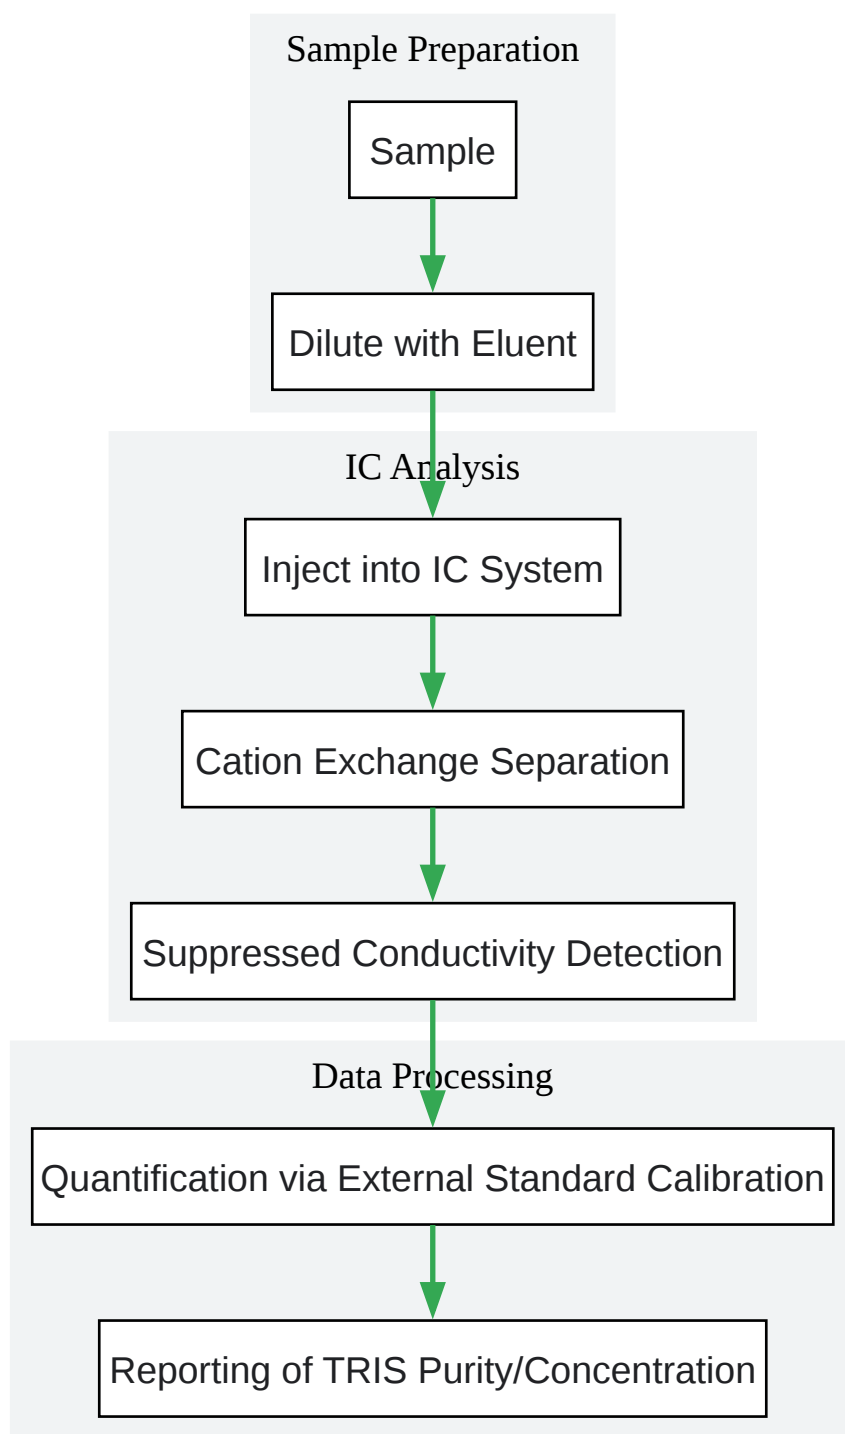 Sample Preparation
Sample
Dilute with Eluent
IC Analysis
Inject into IC System
Cation Exchange Separation
Suppressed Conductivity Detection
Data Processing
Quantification via External Standard Calibration
Reporting of TRIS Purity/Concentration